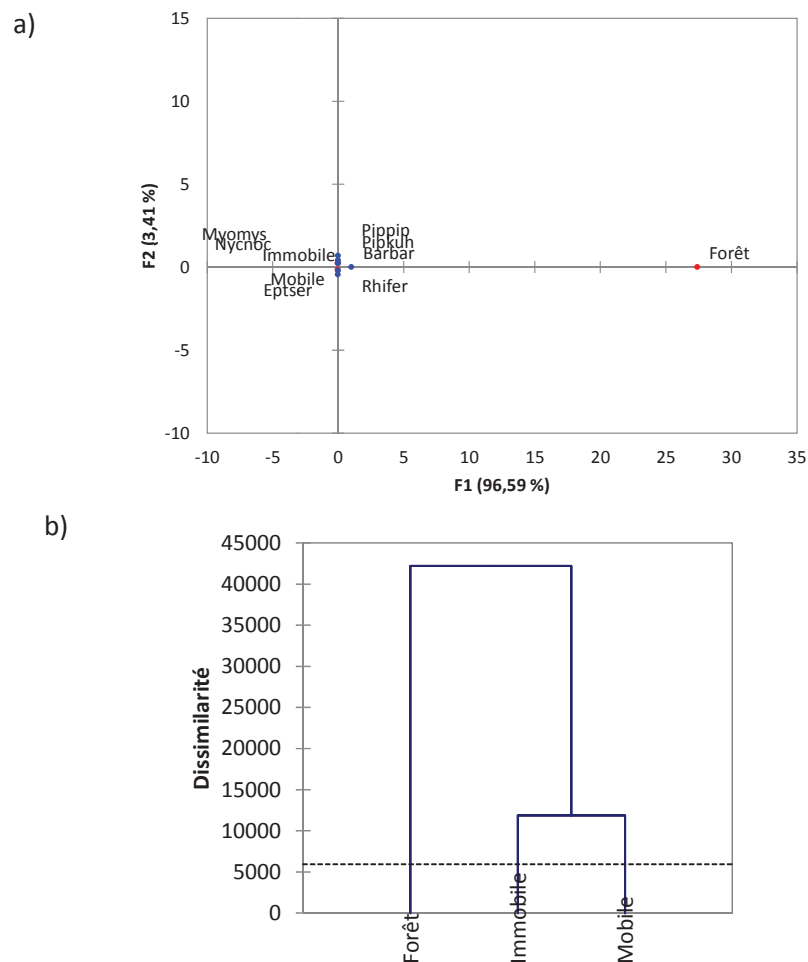 a)
15
10
5
0
-5
-10
F2 (3,41 %)
Myomys
Nycnoc
Immobile
Mobile
Eptser
Pippip
Pipkuh
Barbar
Rhifer
Forêt
-10 -5 0 5 10 15 20 25 30 35
F1 (96,59 %)
b)
45000
40000
35000
30000
25000
20000
15000
10000
5000
0
Dissimilarité
Forêt
Immobile
Mobile